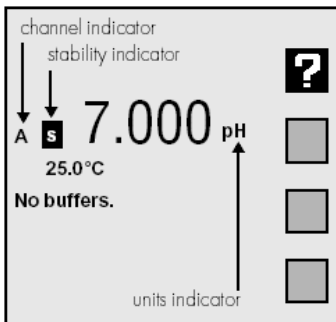 channel indicator
stability indicator
?
A S 7.000 pH
25.0°C
No buffers.
units indicator